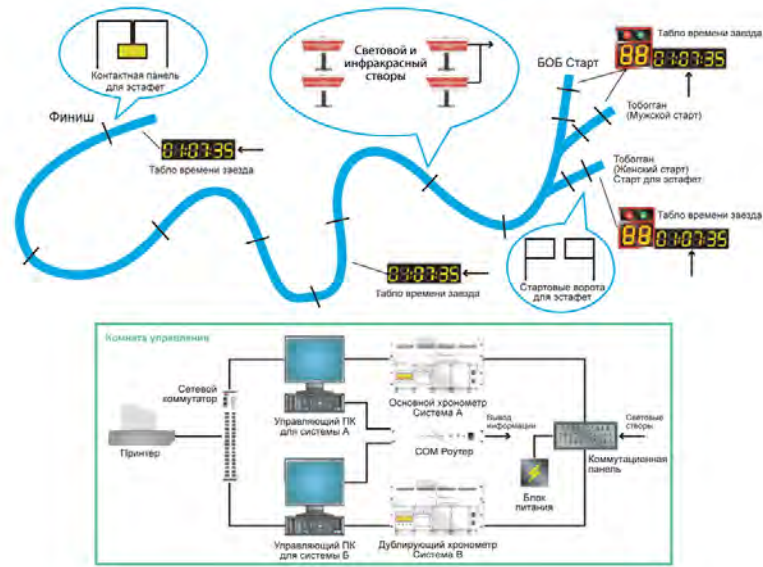 Контактная панель
для эстафет
Финиш
01:07:35
Табло времени заезда
Световой и
инфракрасный
створы
БОБ Старт
Табло времени заезда
88
01:07:35
Тобогган
(Мужской старт)
Тобогган
(Женский старт)
Старт для эстафет
Табло времени заезда
88
01:07:35
01:07:35
Табло времени заезда
Стартовые ворота
для эстафет
Комната управления
Сетевой
коммутатор
Принтер
Управляющий ПК
для системы А
Основной хронометр
Система А
Вывод
информации
COM Роутер
Световые
створы
Коммутационная
панель
Блок
питания
Управляющий ПК
для системы Б
Дублирующий хронометр
Система В